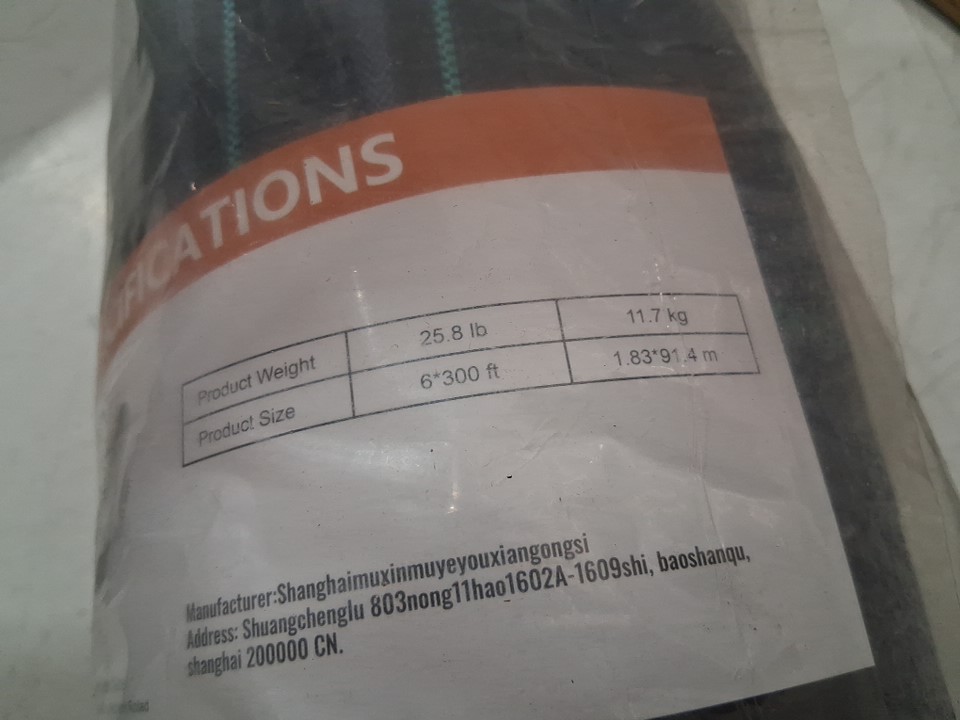 IFICATIONS
Product Weight 25.8 lb 11.7 kg
Product Size 6*300 ft 1.83*91.4 m
Manufacturer:Shanghaimuxinmuyeyouxiangongsi
Address: Shuangchenglu 803nong11hao1602A-1609shi, baoshanqu,
shanghai 200000 CN.